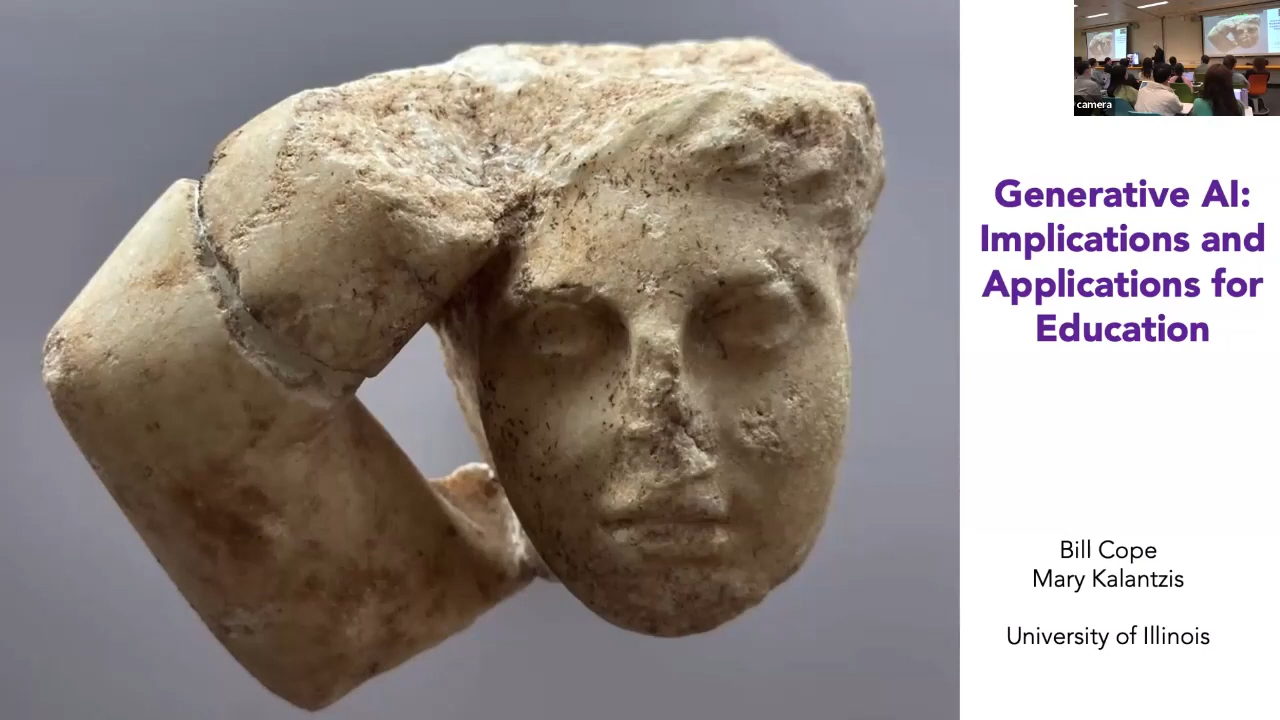 camera
Generative AI:
Implications and
Applications for
Education
Bill Cope
Mary Kalantzis
University of Illinois